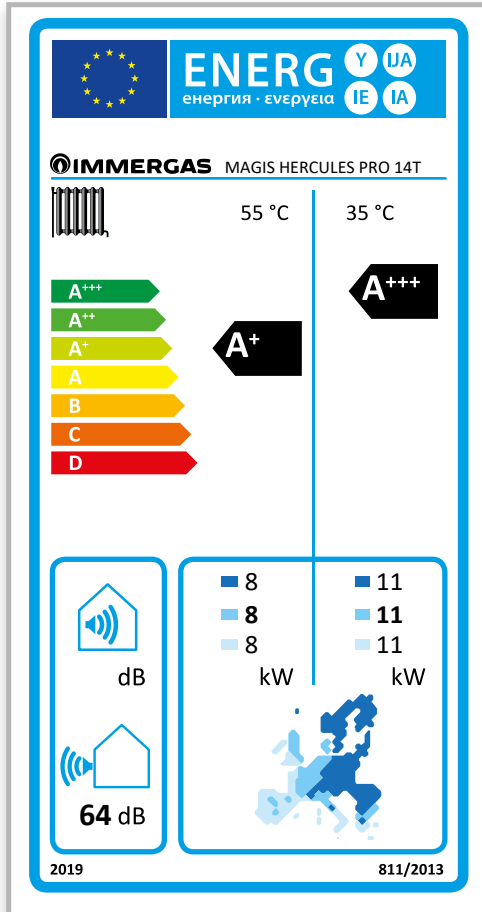 ENERG Y IJA
енергия · ενεργεια IE IA
IMMERGAS MAGIS HERCULES PRO 14T
55 °C 35 °C
A+++
A+++
A++
A+
A+
A
B
C
D
8 11
8 11
8 11
dB kW kW
64 dB
2019 811/2013